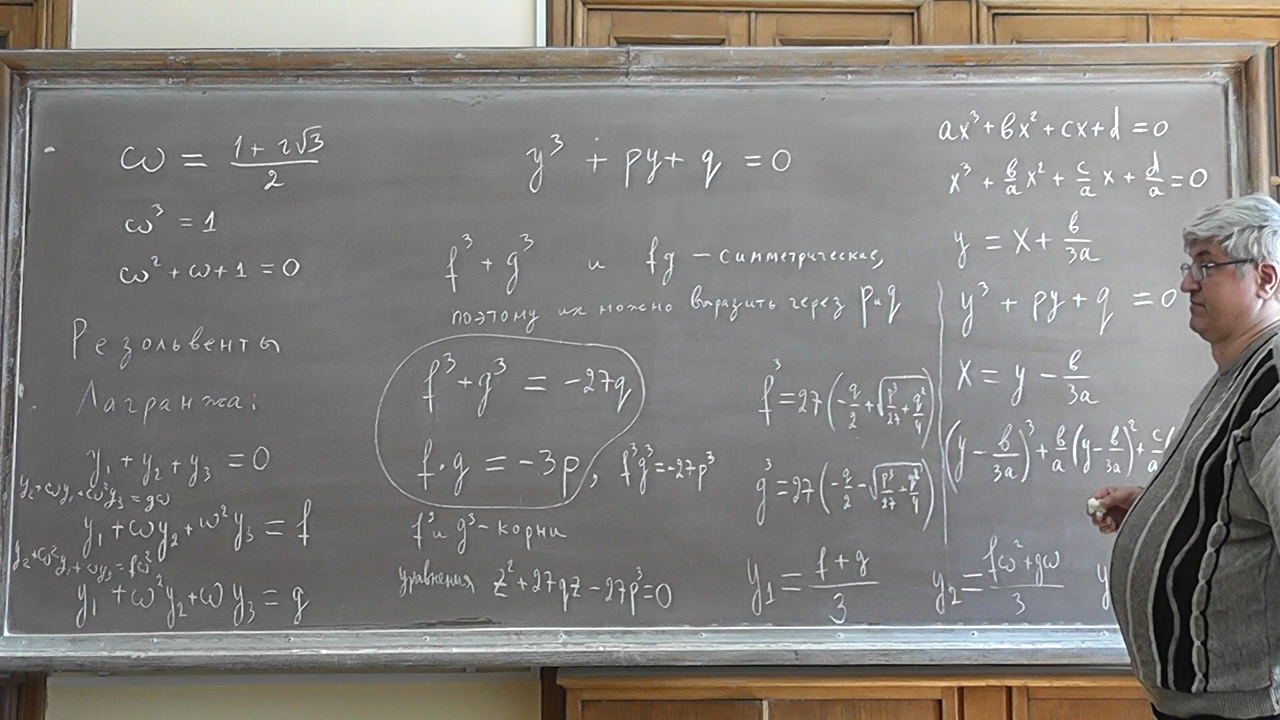 ω = (1 + i√3)/2
ω³ = 1
ω² + ω + 1 = 0
Резольвенты
Лагранжа:
y₁ + y₂ + y₃ = 0
y₂ + ωy₁ + ω²y₃ = gω
y₁ + ωy₂ + ω²y₃ = f
y₂ + ω²y₁ + ωy₃ = fω²
y₁ + ω²y₂ + ωy₃ = g
y³ + py + q = 0
f³ + g³ и fg – симметрические,
поэтому их можно выразить через p и q
f³ + g³ = -27q
f·g = -3p, f³g³ = -27p³
f³ и g³ - корни
уравнения z² + 27qz - 27p³ = 0
f³ = 27(-q/2 + √(p³/27 + q²/4))
g³ = 27(-q/2 - √(p³/27 + q²/4))
y₁ = (f + g)/3
y₂ = (fω² + gω)/3
y
ax³ + bx² + cx + d = 0
x³ + b/a x² + c/a x + d/a = 0
y = x + b/3a
y³ + py + q = 0
x = y - b/3a
(y - b/3a)³ + b/a (y - b/3a)² + c/a